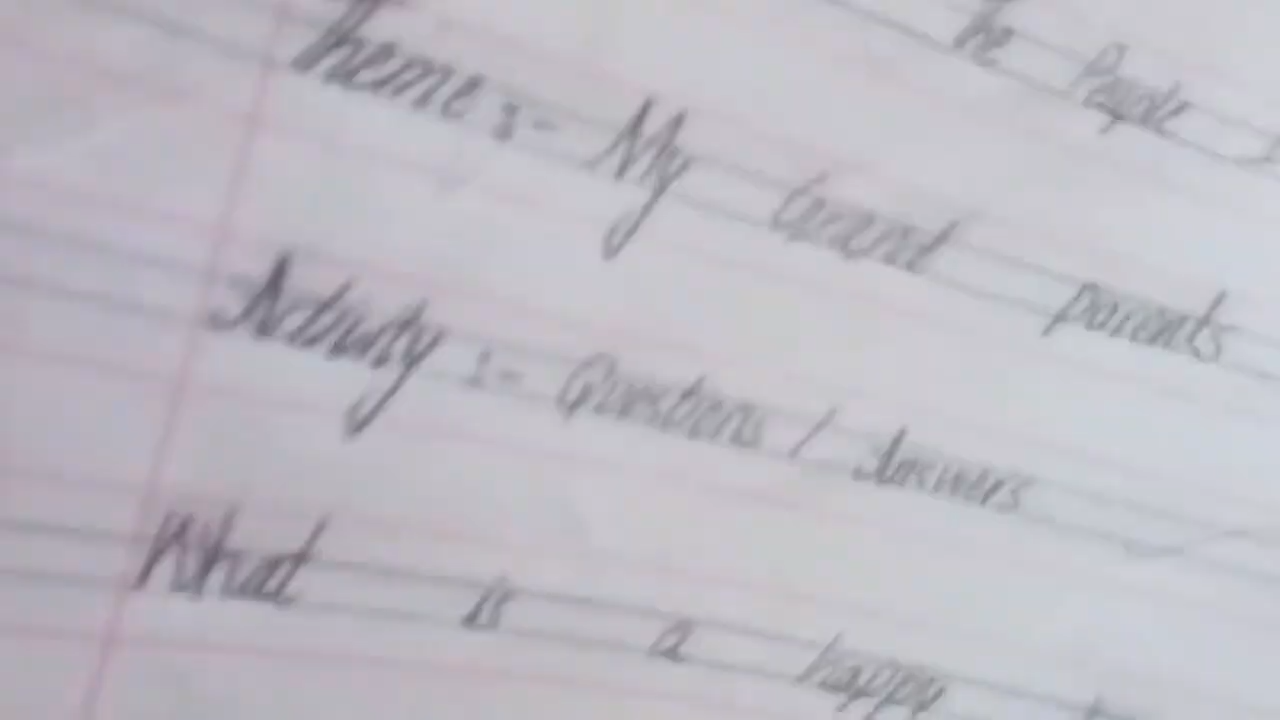 The People
Theme :- My Grand parents
Activity :- Questions / Answers
What is a happy